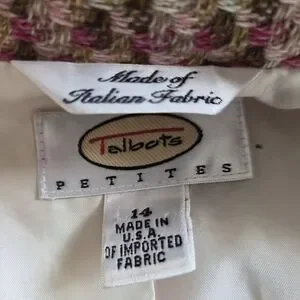 Made of
Italian Fabric
Talbots
PETITES
14
MADE IN
U.S.A.
OF IMPORTED
FABRIC